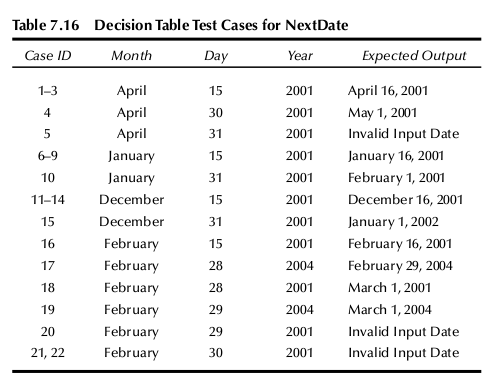 Table 7.16 Decision Table Test Cases for NextDate
Case ID Month Day Year Expected Output
1–3 April 15 2001 April 16, 2001
4 April 30 2001 May 1, 2001
5 April 31 2001 Invalid Input Date
6–9 January 15 2001 January 16, 2001
10 January 31 2001 February 1, 2001
11–14 December 15 2001 December 16, 2001
15 December 31 2001 January 1, 2002
16 February 15 2001 February 16, 2001
17 February 28 2004 February 29, 2004
18 February 28 2001 March 1, 2001
19 February 29 2004 March 1, 2004
20 February 29 2001 Invalid Input Date
21, 22 February 30 2001 Invalid Input Date